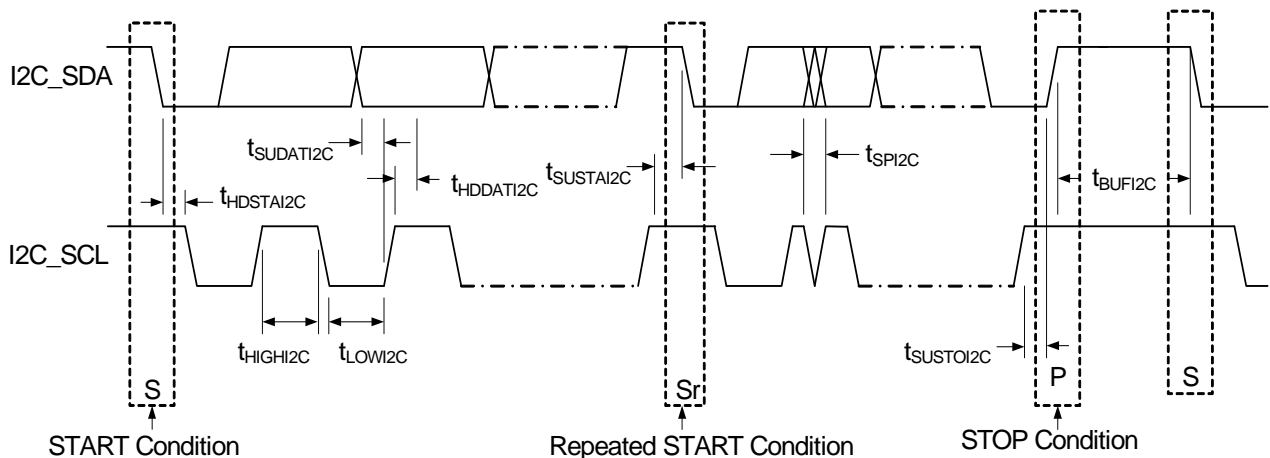 I2C_SDA
tSUDATI2C
tHDDATI2C
tSUSTAI2C
tSPI2C
tBUFI2C
tHDSTAI2C
I2C_SCL
tHIGHI2C
tLOWI2C
tSUSTOI2C
S
Sr
P
S
START Condition
Repeated START Condition
STOP Condition